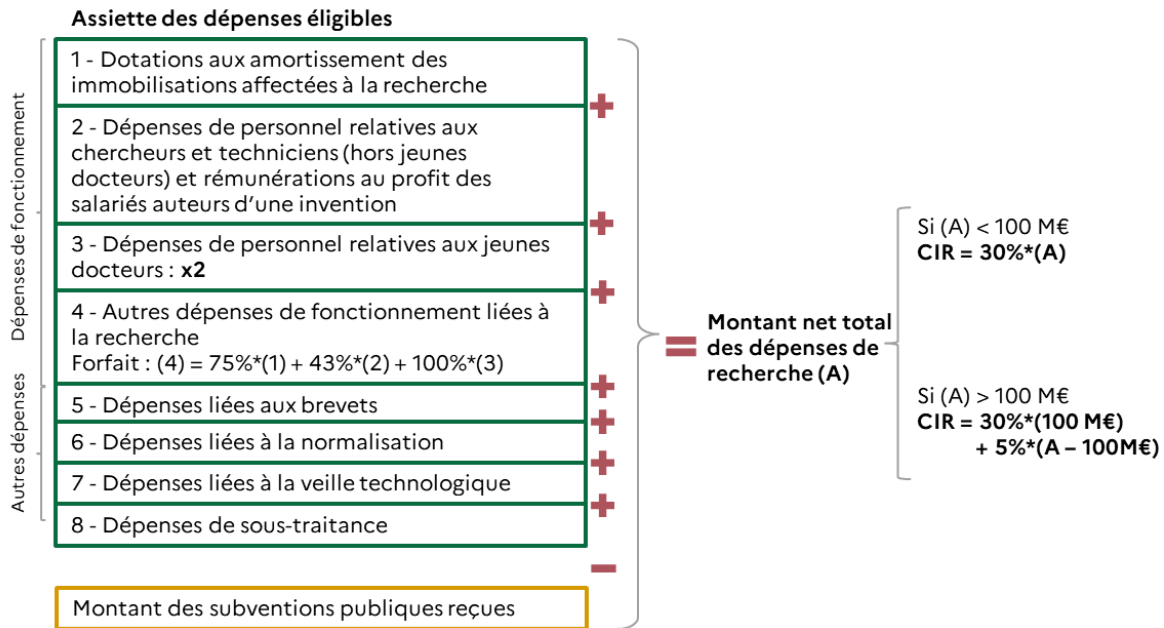 Assiette des dépenses éligibles
Dépenses de fonctionnement
1 - Dotations aux amortissement des
immobilisations affectées à la recherche
+
2 - Dépenses de personnel relatives aux
chercheurs et techniciens (hors jeunes
docteurs) et rémunérations au profit des
salariés auteurs d'une invention
+
3 - Dépenses de personnel relatives aux jeunes
docteurs : x2
+
4 - Autres dépenses de fonctionnement liées à
la recherche
Forfait : (4) = 75%*(1) + 43%*(2) + 100%*(3)
+
Autres dépenses
5 - Dépenses liées aux brevets
+
6 - Dépenses liées à la normalisation
+
7 - Dépenses liées à la veille technologique
+
8 - Dépenses de sous-traitance
−
Montant des subventions publiques reçues
=
Montant net total
des dépenses de
recherche (A)
Si (A) < 100 M€
CIR = 30%*(A)
Si (A) > 100 M€
CIR = 30%*(100 M€)
+ 5%*(A – 100M€)